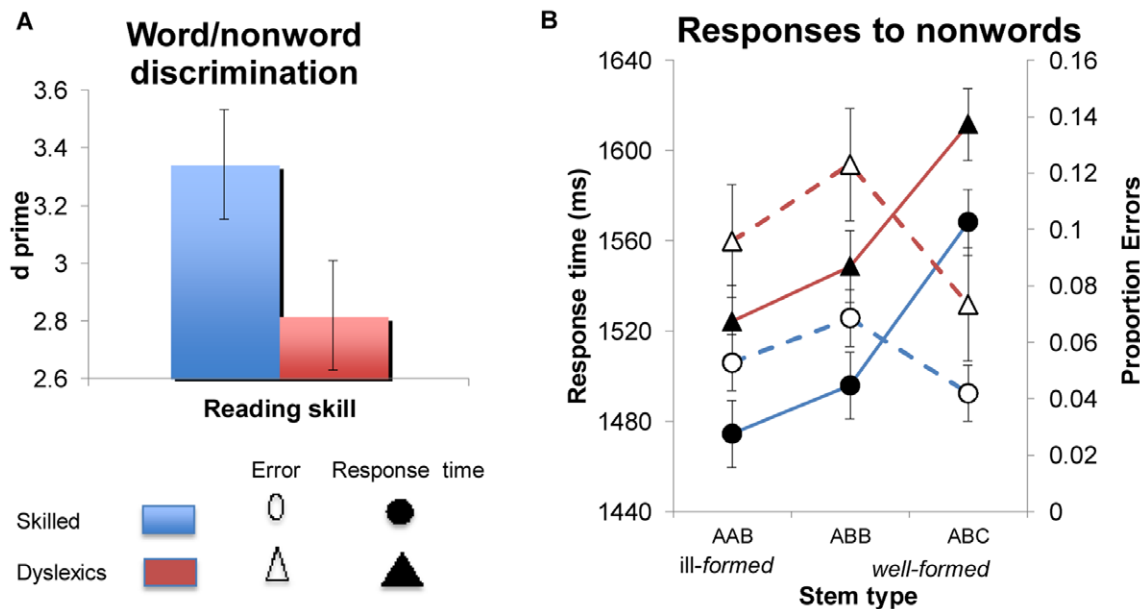 A
Word/nonword
discrimination
3.6
3.4
3.2
3
2.8
2.6
d prime
Reading skill
Error Response time
Skilled
Dyslexics
B
Responses to nonwords
1640
1600
1560
1520
1480
1440
Response time (ms)
0.16
0.14
0.12
0.1
0.08
0.06
0.04
0.02
0
Proportion Errors
AAB ABB ABC
ill-formed well-formed
Stem type